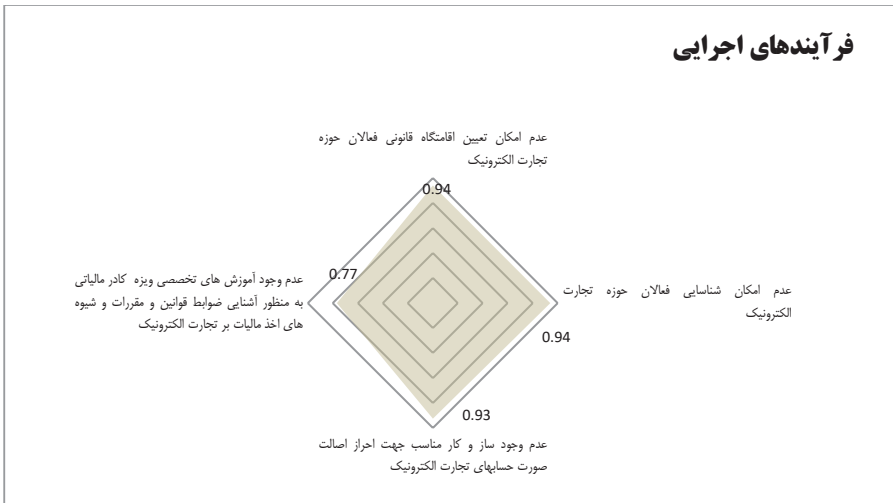 فرآیندهای اجرایی
عدم امکان تعیین اقامتگاه قانونی فعالان حوزه
تجارت الکترونیک
0.94
عدم امکان شناسایی فعالان حوزه تجارت
الکترونیک
0.94
0.93
عدم وجود ساز و کار مناسب جهت احراز اصالت
صورت حسابهای تجارت الکترونیک
0.77
عدم وجود آموزش های تخصصی ویزه کادر مالیاتی
به منظور آشنایی ضوابط قوانین و مقررات و شیوه
های اخذ مالیات بر تجارت الکترونیک